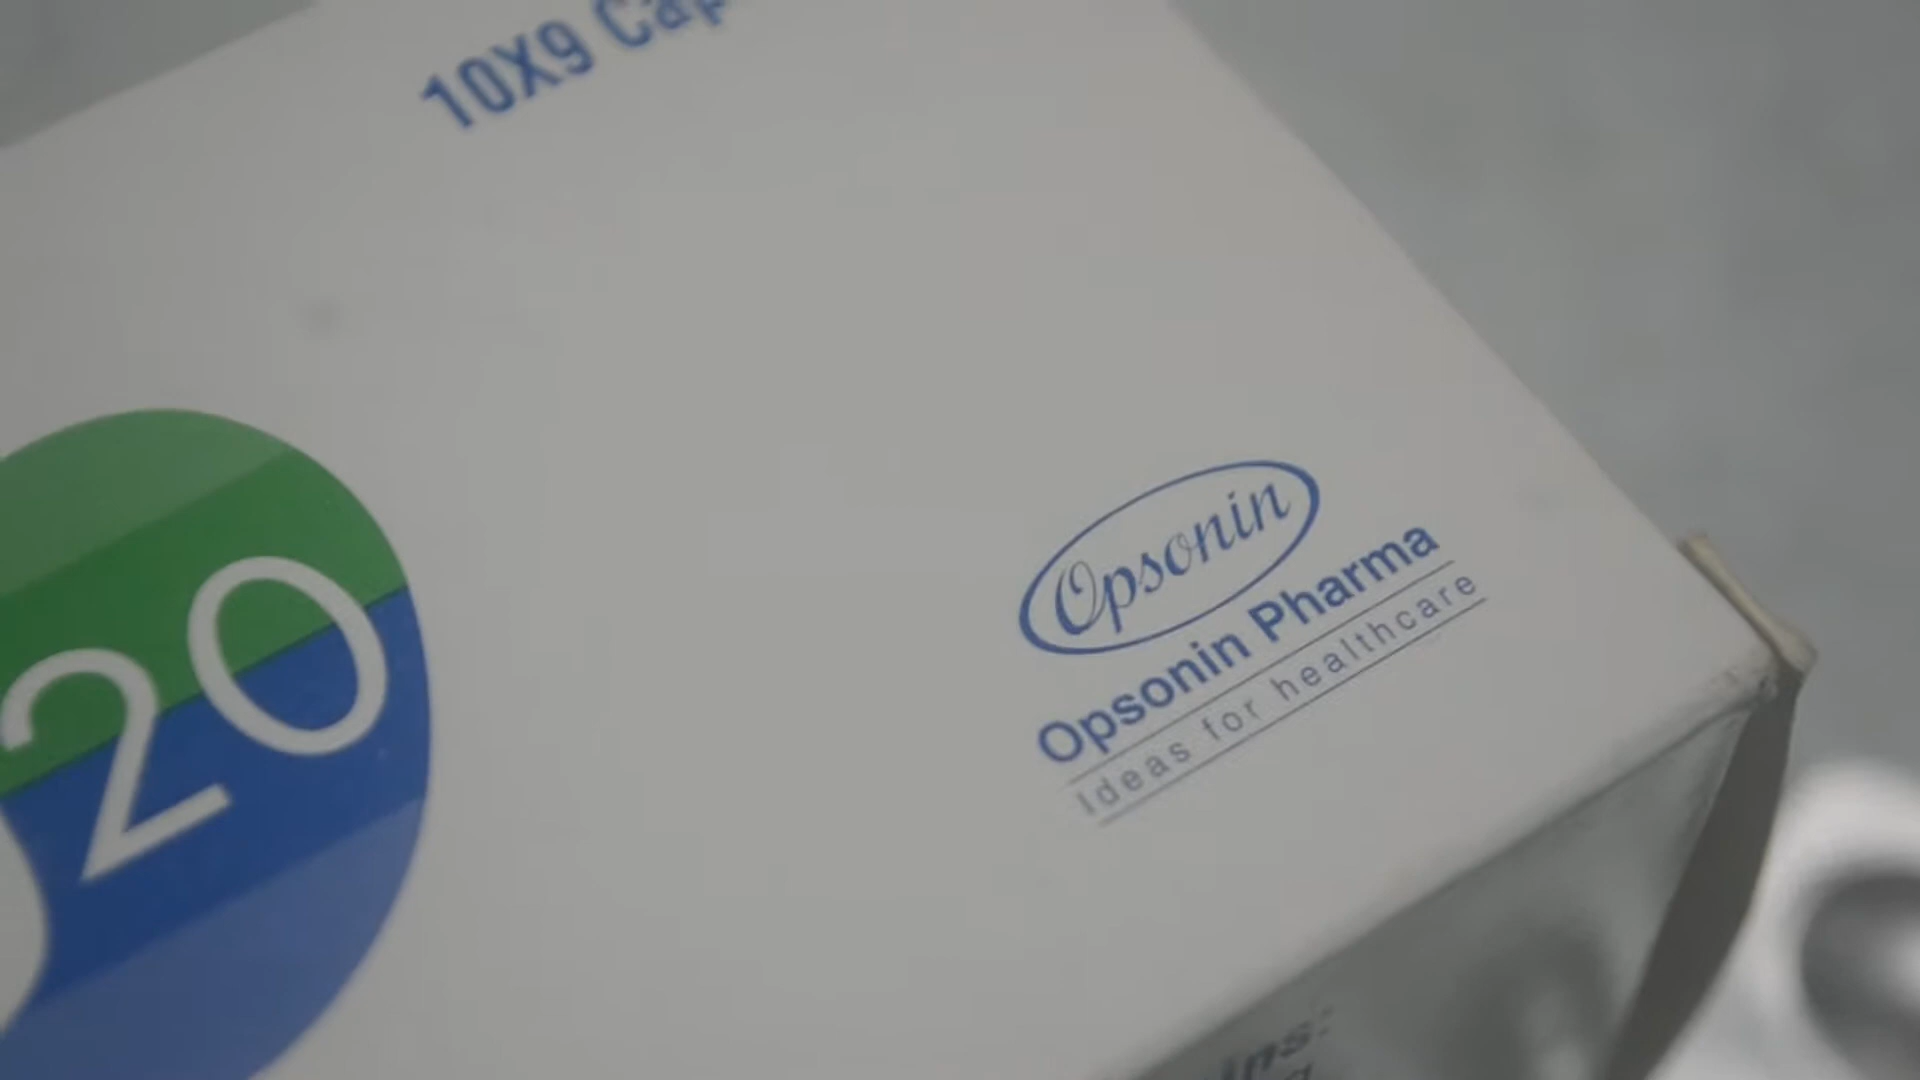 10X9 Cap
20
Opsonin
Opsonin Pharma
Ideas for healthcare